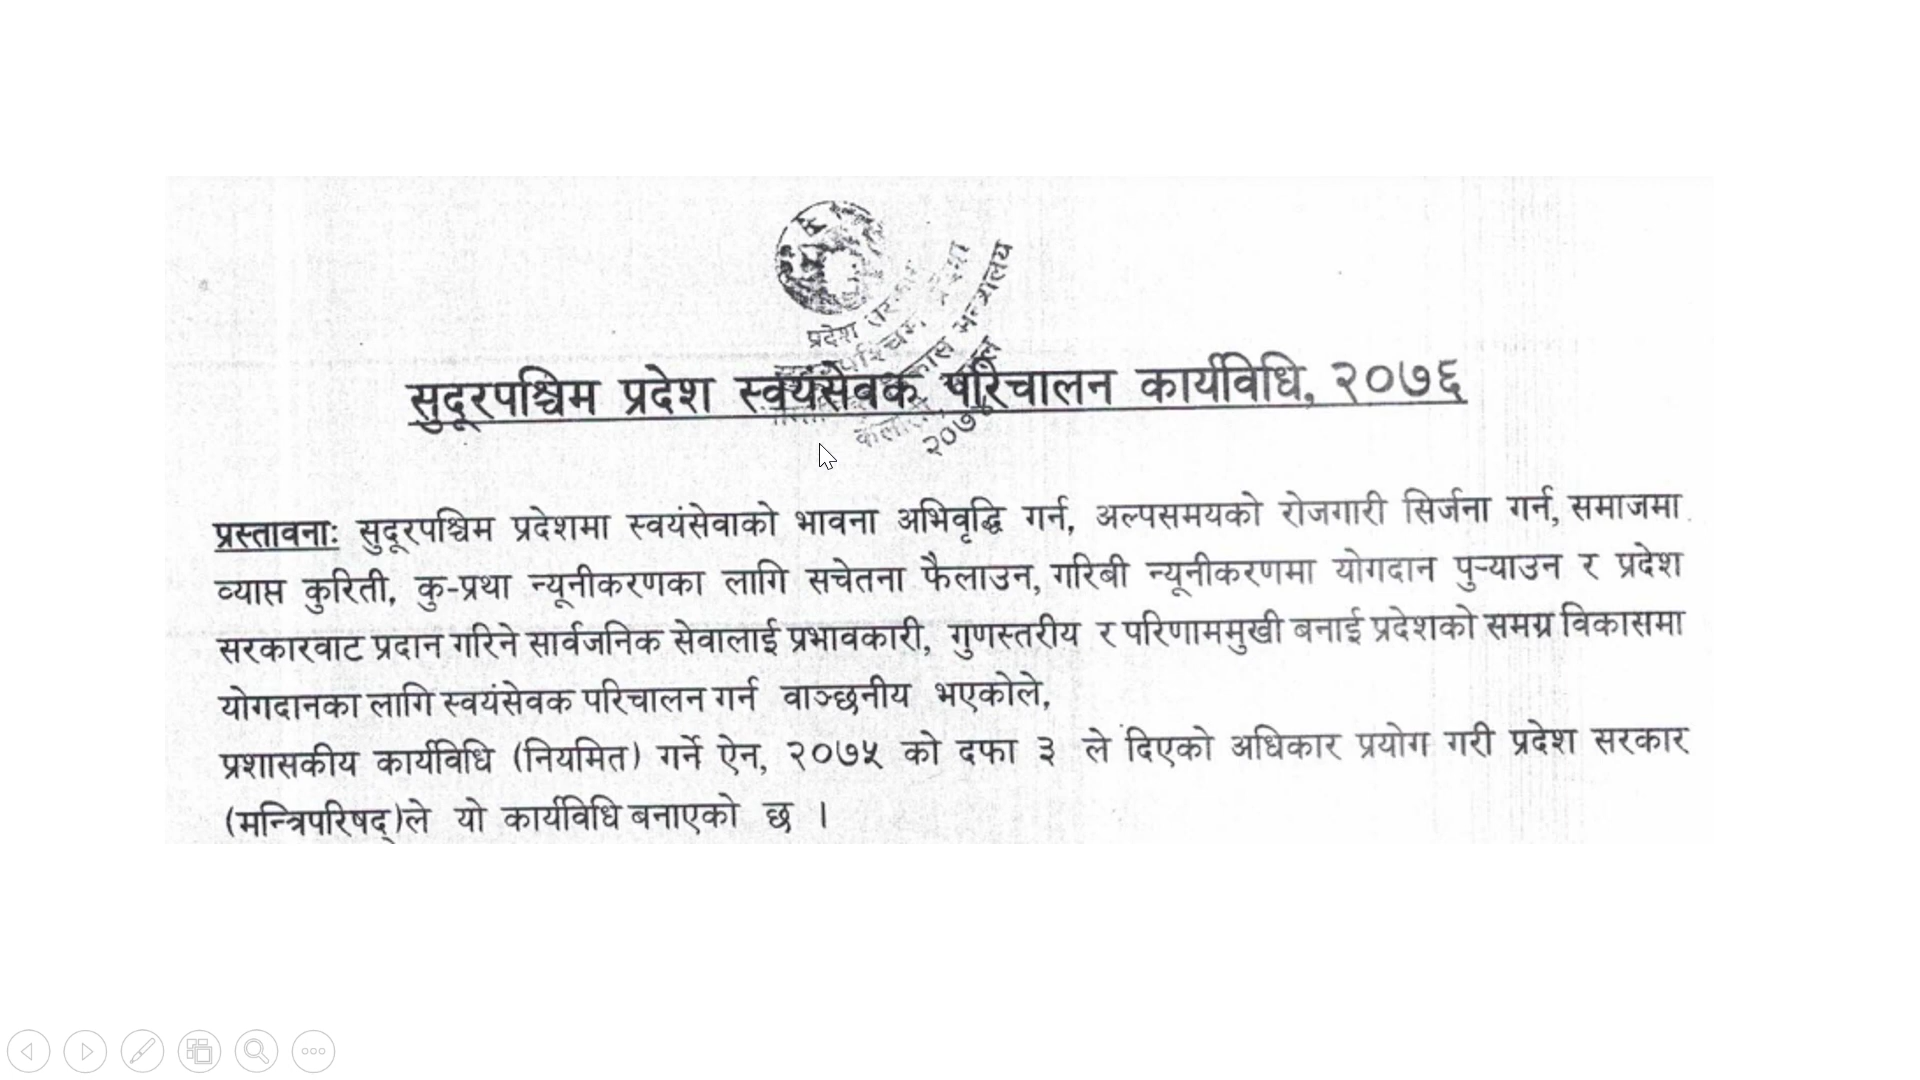 प्रदेश सरकार
मन्त्रालय
सुदूरपश्चिम प्रदेश स्वयंसेवक परिचालन कार्यविधि, २०७६
प्रस्तावनाः सुदूरपश्चिम प्रदेशमा स्वयंसेवाको भावना अभिवृद्धि गर्न, अल्पसमयको रोजगारी सिर्जना गर्न, समाजमा
व्याप्त कुरिती, कु-प्रथा न्यूनीकरणका लागि सचेतना फैलाउन, गरिबी न्यूनीकरणमा योगदान पुऱ्याउन र प्रदेश
सरकारवाट प्रदान गरिने सार्वजनिक सेवालाई प्रभावकारी, गुणस्तरीय र परिणाममुखी बनाई प्रदेशको समग्र विकासमा
योगदानका लागि स्वयंसेवक परिचालन गर्न वाञ्छनीय भएकोले,
प्रशासकीय कार्यविधि (नियमित) गर्ने ऐन, २०७५ को दफा ३ ले दिएको अधिकार प्रयोग गरी प्रदेश सरकार
(मन्त्रिपरिषद्)ले यो कार्यविधि बनाएको छ ।